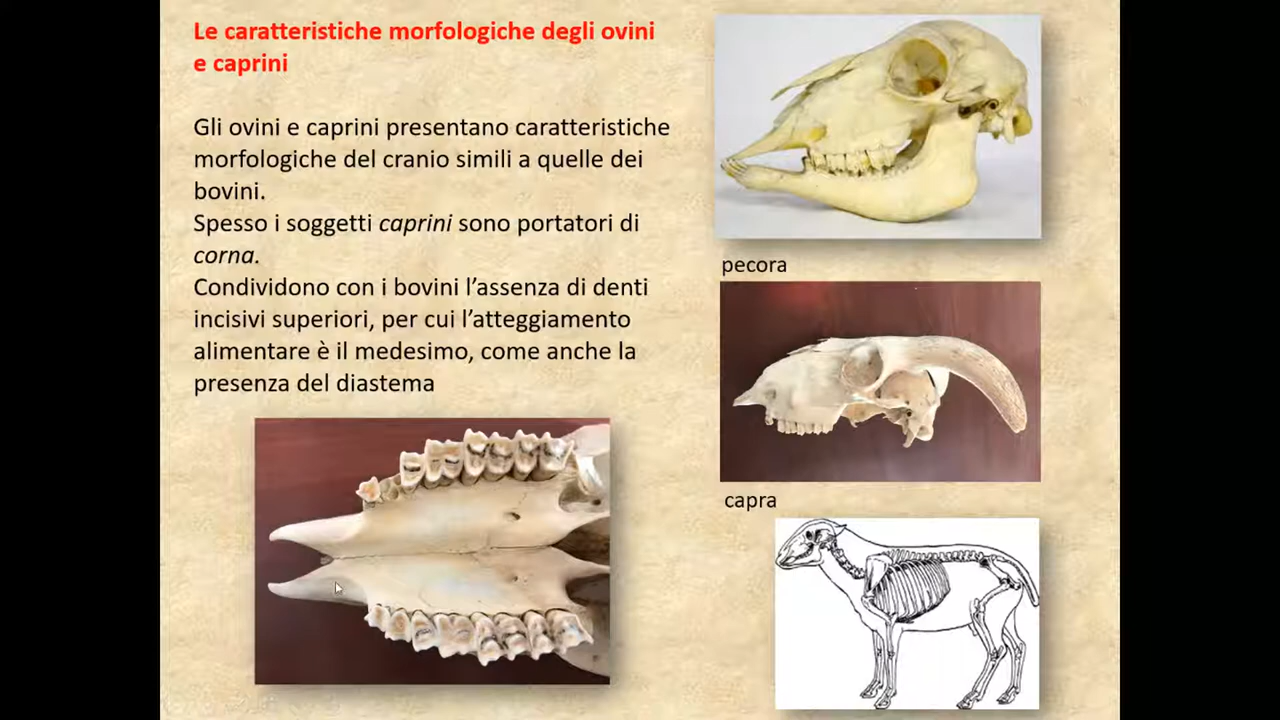 Le caratteristiche morfologiche degli ovini
e caprini
Gli ovini e caprini presentano caratteristiche
morfologiche del cranio simili a quelle dei
bovini.
Spesso i soggetti caprini sono portatori di
corna.
Condividono con i bovini l’assenza di denti
incisivi superiori, per cui l’atteggiamento
alimentare è il medesimo, come anche la
presenza del diastema
pecora
capra